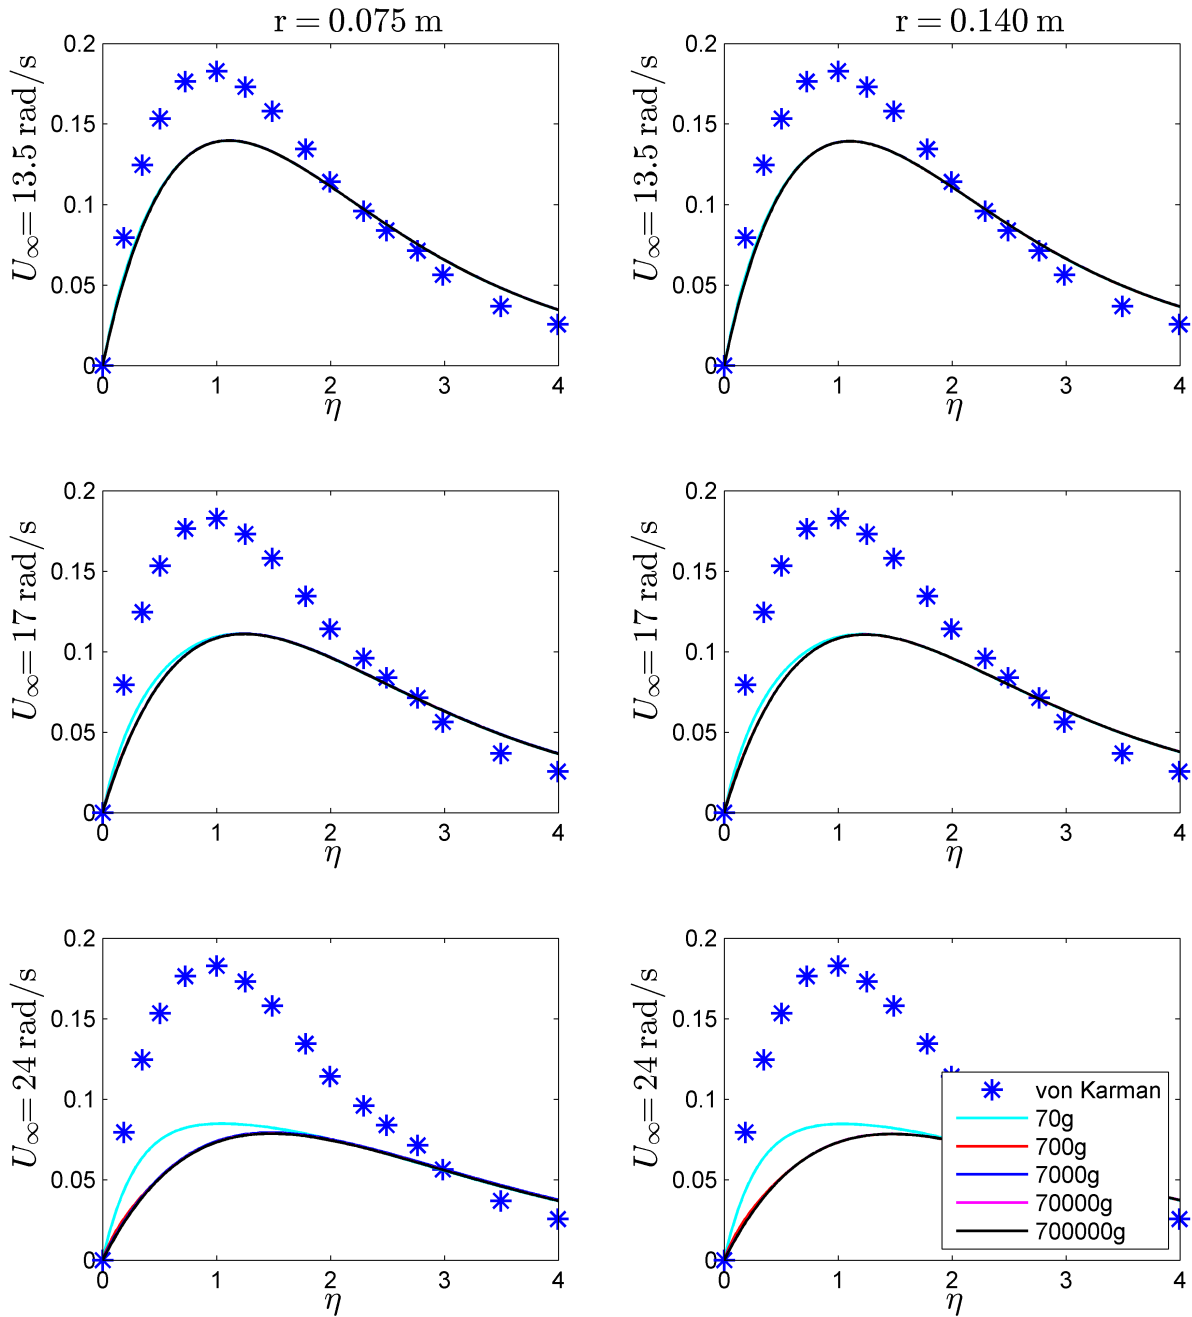 r = 0.075 m
r = 0.140 m
U∞= 13.5 rad/s
0.2
0.15
0.1
0.05
0
0 1 2 3 4
η
U∞= 13.5 rad/s
0.2
0.15
0.1
0.05
0
0 1 2 3 4
η
U∞= 17 rad/s
0.2
0.15
0.1
0.05
0
0 1 2 3 4
η
U∞= 17 rad/s
0.2
0.15
0.1
0.05
0
0 1 2 3 4
η
U∞= 24 rad/s
0.2
0.15
0.1
0.05
0
0 1 2 3 4
η
U∞= 24 rad/s
0.2
0.15
0.1
0.05
0
0 1 2 3 4
η
von Karman
70g
700g
7000g
70000g
700000g